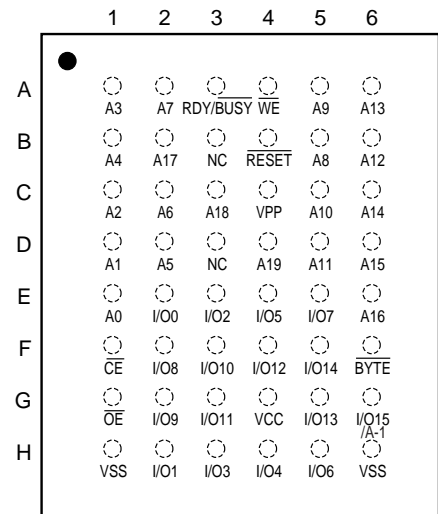 1 2 3 4 5 6
A
A3 A7 RDY/BUSY WE A9 A13
B
A4 A17 NC RESET A8 A12
C
A2 A6 A18 VPP A10 A14
D
A1 A5 NC A19 A11 A15
E
A0 I/O0 I/O2 I/O5 I/O7 A16
F
CE I/O8 I/O10 I/O12 I/O14 BYTE
G
OE I/O9 I/O11 VCC I/O13 I/O15
/A-1
H
VSS I/O1 I/O3 I/O4 I/O6 VSS